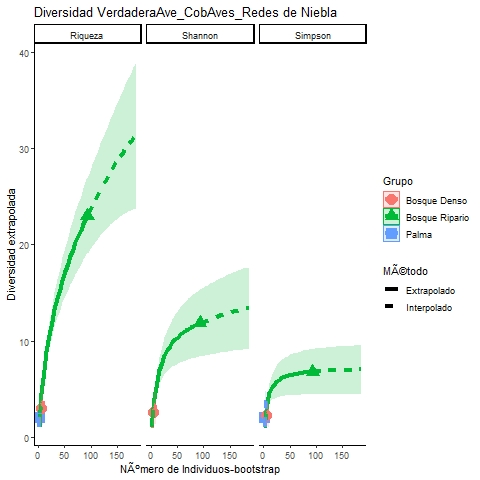 Diversidad VerdaderaAve_CobAves_Redes de Niebla
Riqueza
Shannon
Simpson
40
30
20
10
0
Diversidad extrapolada
0 50 100 150
0 50 100 150
0 50 100 150
NÃºmero de Individuos-bootstrap
Grupo
Bosque Denso
Bosque Ripario
Palma
MÃ©todo
Extrapolado
Interpolado